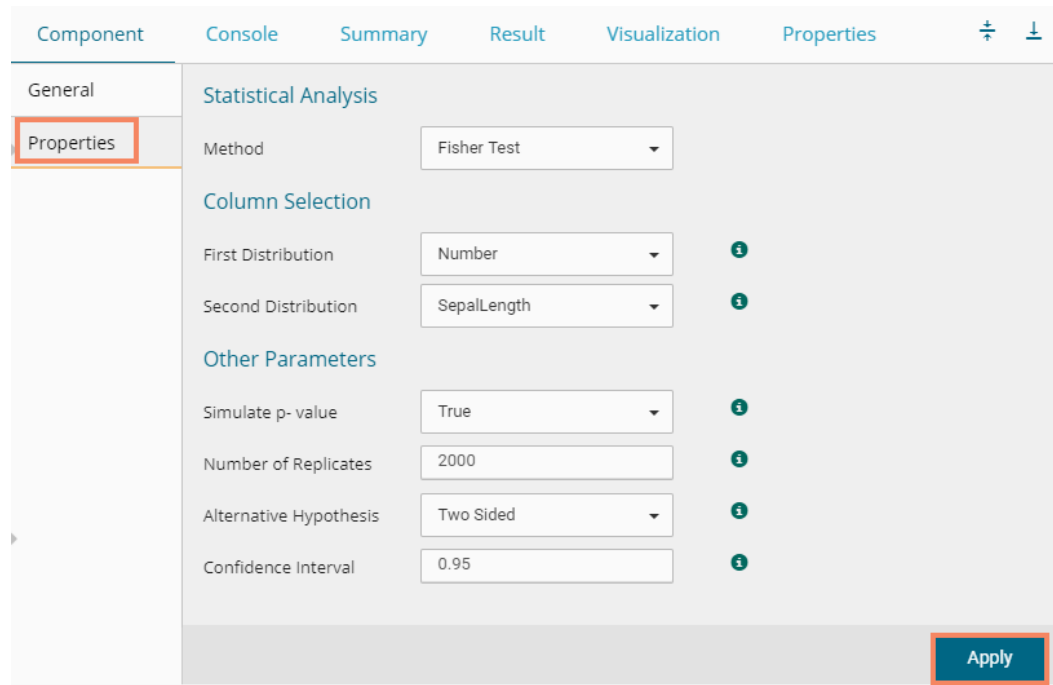 Component Console Summary Result Visualization Properties
General
Properties
Statistical Analysis
Method Fisher Test
Column Selection
First Distribution Number
Second Distribution SepalLength
Other Parameters
Simulate p- value True
Number of Replicates 2000
Alternative Hypothesis Two Sided
Confidence Interval 0.95
Apply